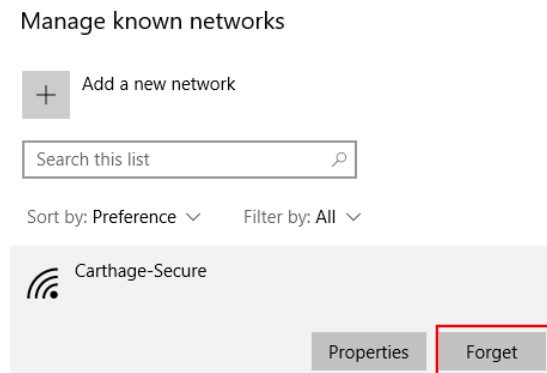 Manage known networks
Add a new network
Search this list
Sort by: Preference Filter by: All
Carthage-Secure
Properties Forget